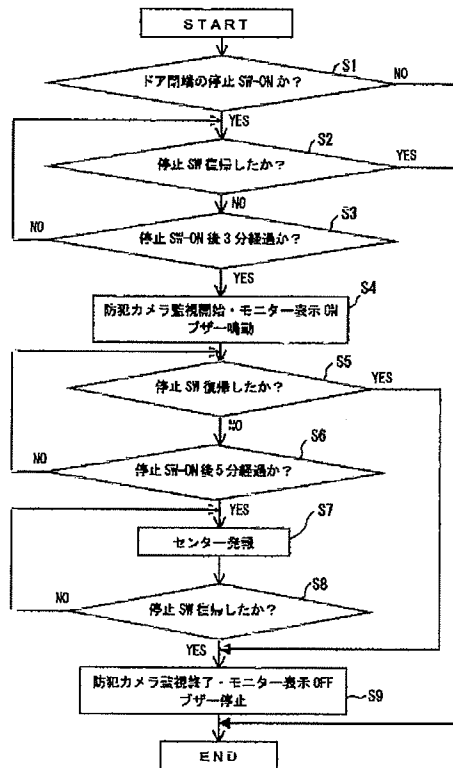 START
S1
ドア閉端の停止SW-ONか？
NO
YES
S2
停止SW復帰したか？
YES
NO
S3
停止SW-ON後3分経過か？
NO
YES
S4
防犯カメラ監視開始・モニター表示ON
ブザー鳴動
S5
停止SW復帰したか？
YES
NO
S6
停止SW-ON後5分経過か？
NO
YES
S7
センター発報
S8
停止SW したか？
NO
YES
防犯カメラ監視終了・モニター表示OFF
ブザー停止
S9
END